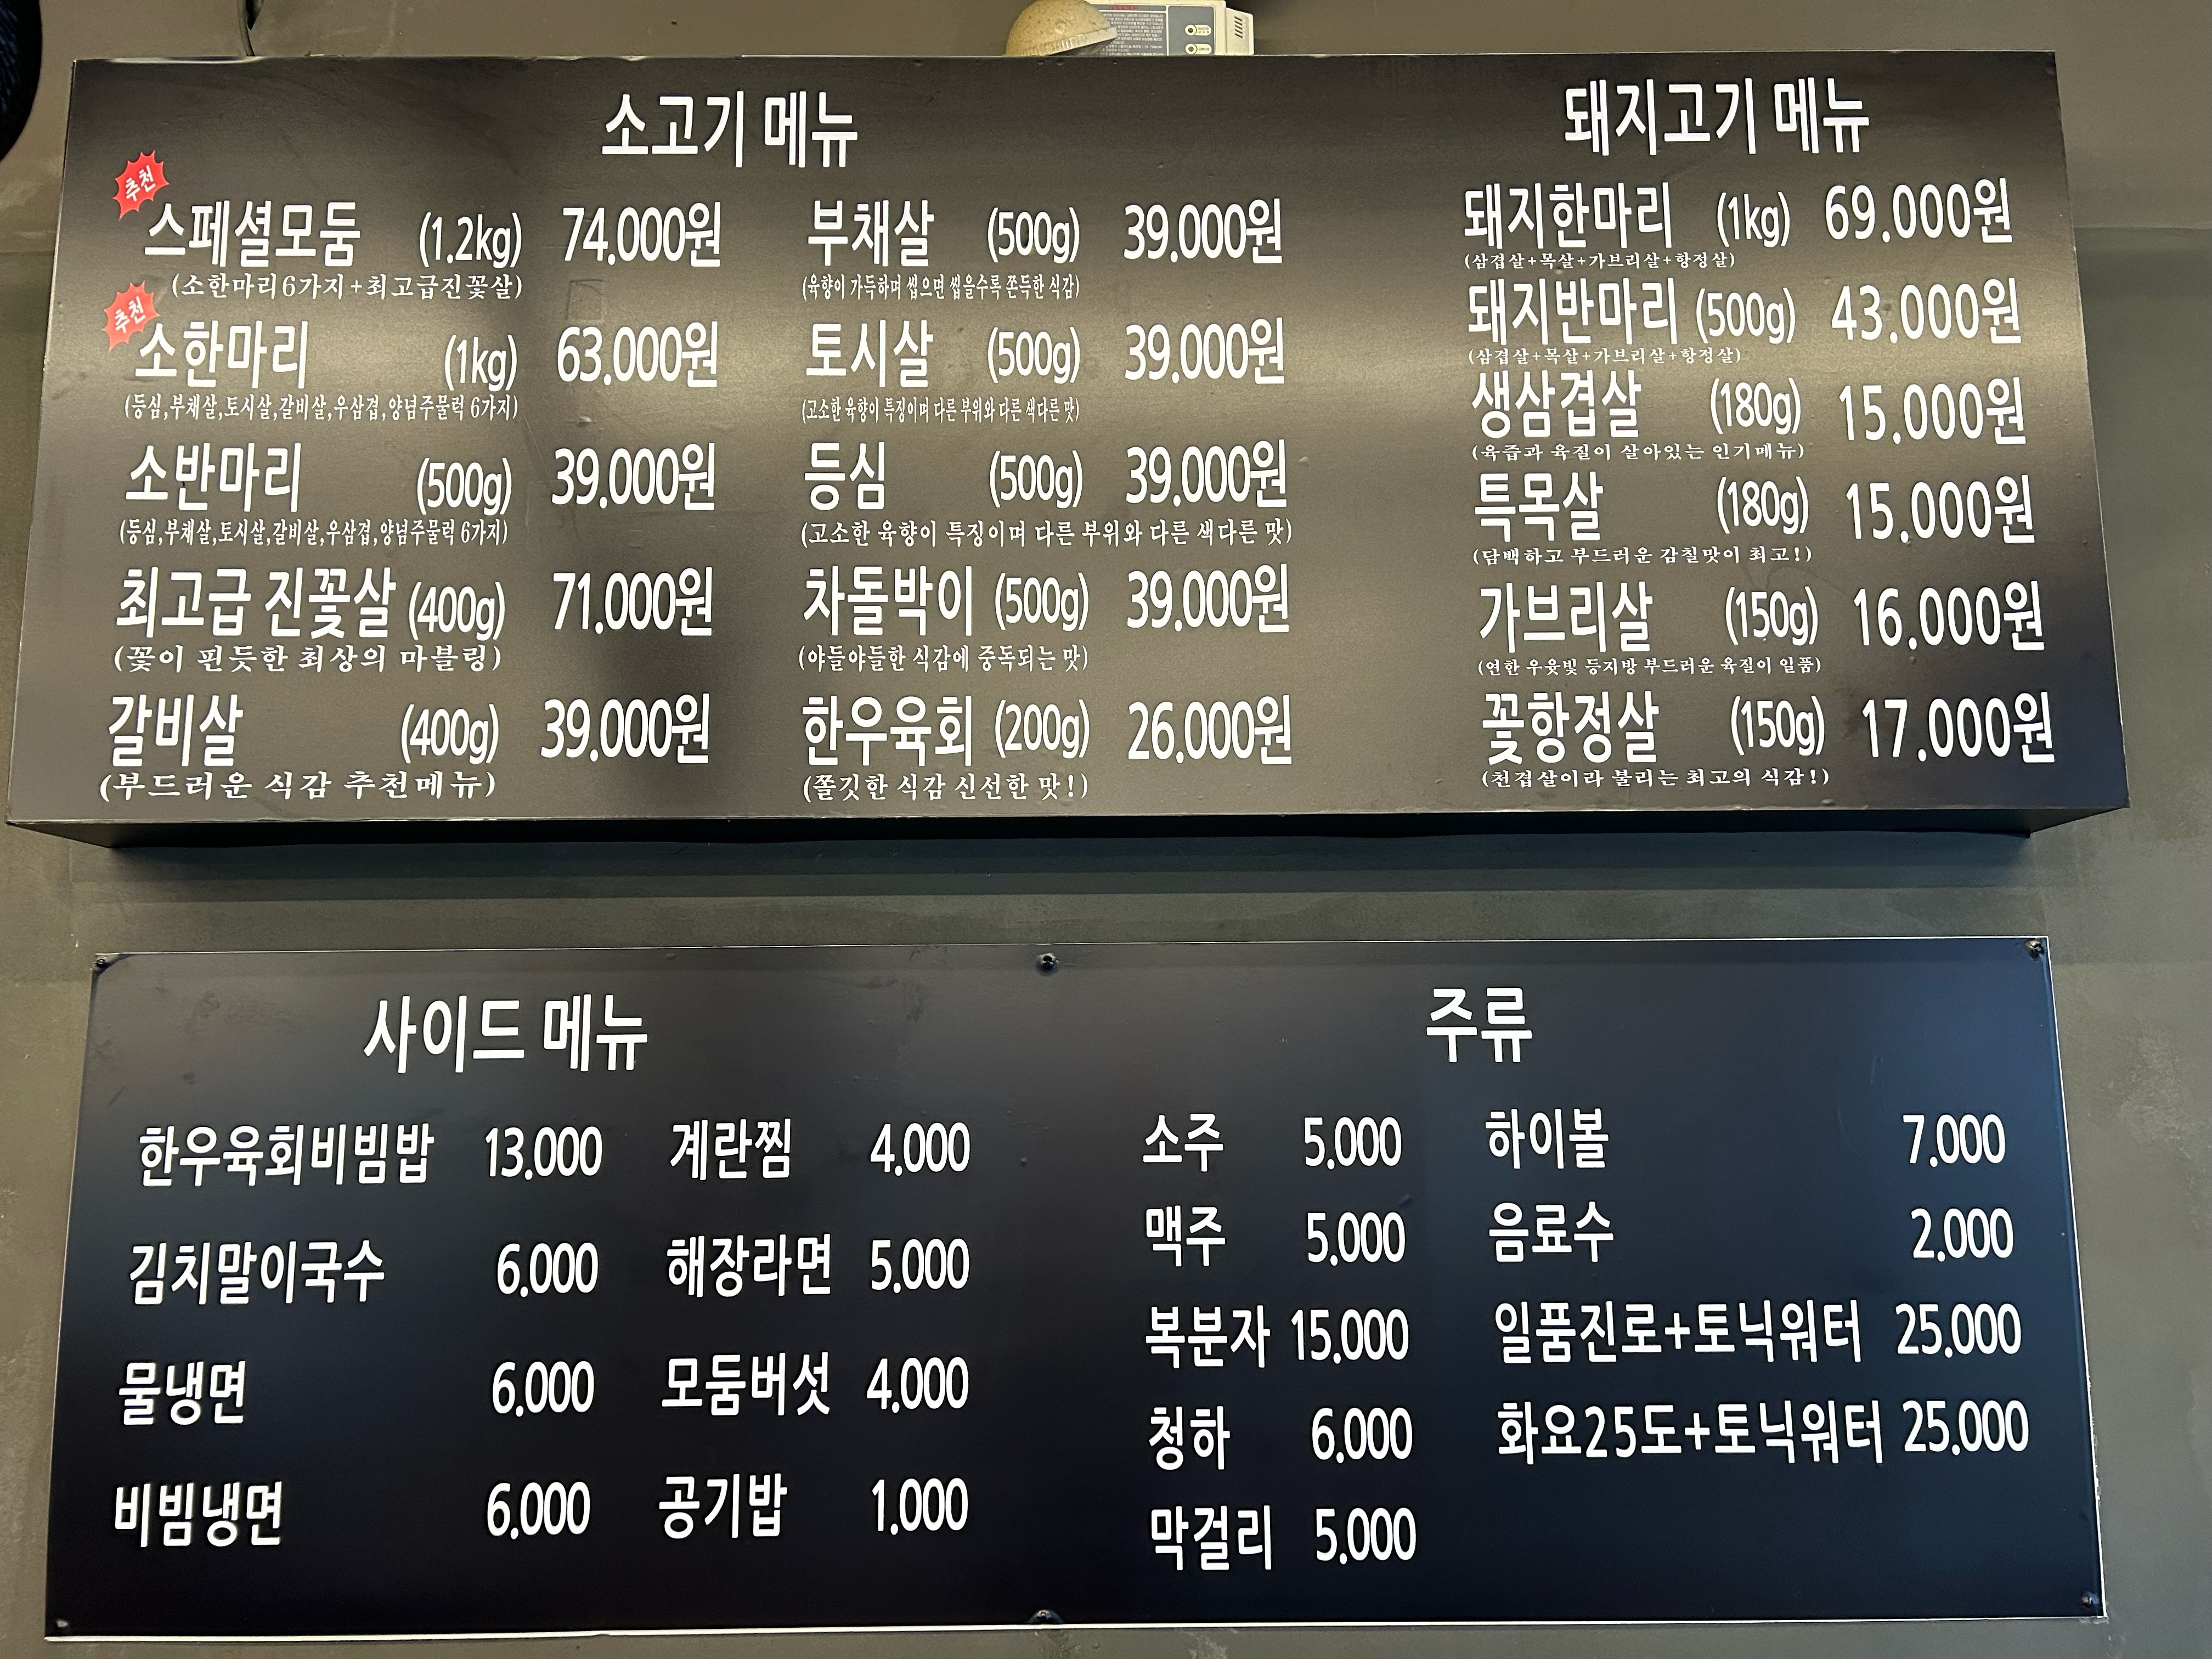 소고기 메뉴
추천
스페셜모둠 (1.2kg) 74.000원
(소한마리6가지+최고급진꽃살)
추천
소한마리 (1kg) 63.000원
(등심,부채살,토시살,갈비살,우삼겹,양념주물럭 6가지)
소반마리 (500g) 39.000원
(등심,부채살,토시살,갈비살,우삼겹,양념주물럭 6가지)
최고급 진꽃살 (400g) 71.000원
(꽃이 핀듯한 최상의 마블링)
갈비살 (400g) 39.000원
(부드러운 식감 추천메뉴)
부채살 (500g) 39.000원
(육향이 가득하며 씹으면 씹을수록 쫀득한 식감)
토시살 (500g) 39.000원
(고소한 육향이 특징이며 다른 부위와 다른 색다른 맛)
등심 (500g) 39.000원
(고소한 육향이 특징이며 다른 부위와 다른 색다른 맛)
차돌박이 (500g) 39.000원
(야들야들한 식감에 중독되는 맛)
한우육회 (200g) 26.000원
(쫄깃한 식감 신선한 맛!)
돼지고기 메뉴
돼지한마리 (1kg) 69.000원
(삼겹살+목살+가브리살+항정살)
돼지반마리 (500g) 43.000원
(삼겹살+목살+가브리살+항정살)
생삼겹살 (180g) 15.000원
(육즙과 육질이 살아있는 인기메뉴)
특목살 (180g) 15.000원
(담백하고 부드러운 감칠맛이 최고!)
가브리살 (150g) 16.000원
(연한 우윳빛 등지방 부드러운 육질이 일품)
꽃항정살 (150g) 17.000원
(천겹살이라 불리는 최고의 식감!)
사이드 메뉴
한우육회비빔밥 13.000
김치말이국수 6.000
물냉면 6.000
비빔냉면 6.000
계란찜 4.000
해장라면 5.000
모둠버섯 4.000
공기밥 1.000
주류
소주 5.000
맥주 5.000
복분자 15.000
청하 6.000
막걸리 5.000
하이볼 7.000
음료수 2.000
일품진로+토닉워터 25.000
화요25도+토닉워터 25.000